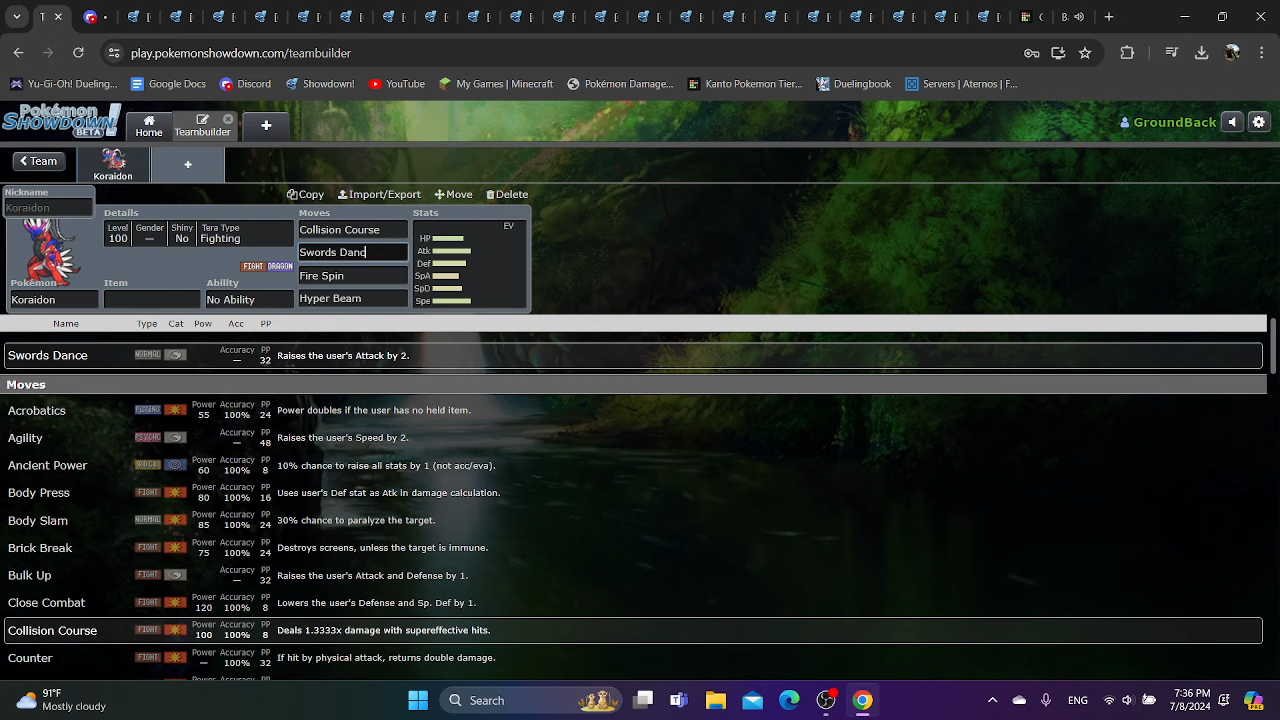 T
play.pokemonshowdown.com/teambuilder
Yu-Gi-Oh! Dueling... Google Docs Discord Showdown! YouTube My Games | Minecraft Pokémon Damage... Kanto Pokemon Tier... Duelingbook Servers | Aternos | F...
Pokémon Showdown! BETA
Home Teambuilder + GroundBack
Team Koraidon +
Nickname
Koraidon
Copy Import/Export Move Delete
Details Moves Stats
Level Gender Shiny Tera Type
100 — No Fighting
Collision Course
Swords Danc
Fire Spin
Hyper Beam
EV
HP
Atk
Def
SpA
SpD
Spe
FIGHT DRAGON
Pokémon Item Ability
Koraidon No Ability
Name Type Cat Pow Acc PP
Swords Dance NORMAL Accuracy — PP 32 Raises the user's Attack by 2.
Moves
Acrobatics FLYING Power 55 Accuracy 100% PP 24 Power doubles if the user has no held item.
Agility PSYCHC Accuracy — PP 48 Raises the user's Speed by 2.
Ancient Power ROCK Power 60 Accuracy 100% PP 8 10% chance to raise all stats by 1 (not acc/eva).
Body Press FIGHT Power 80 Accuracy 100% PP 16 Uses user's Def stat as Atk in damage calculation.
Body Slam NORMAL Power 85 Accuracy 100% PP 24 30% chance to paralyze the target.
Brick Break FIGHT Power 75 Accuracy 100% PP 24 Destroys screens, unless the target is immune.
Bulk Up FIGHT Accuracy — PP 32 Raises the user's Attack and Defense by 1.
Close Combat FIGHT Power 120 Accuracy 100% PP 8 Lowers the user's Defense and Sp. Def by 1.
Collision Course FIGHT Power 100 Accuracy 100% PP 8 Deals 1.3333x damage with supereffective hits.
Counter FIGHT Power — Accuracy 100% PP 32 If hit by physical attack, returns double damage.
91°F
Mostly cloudy
Search
ENG
7:36 PM
7/8/2024